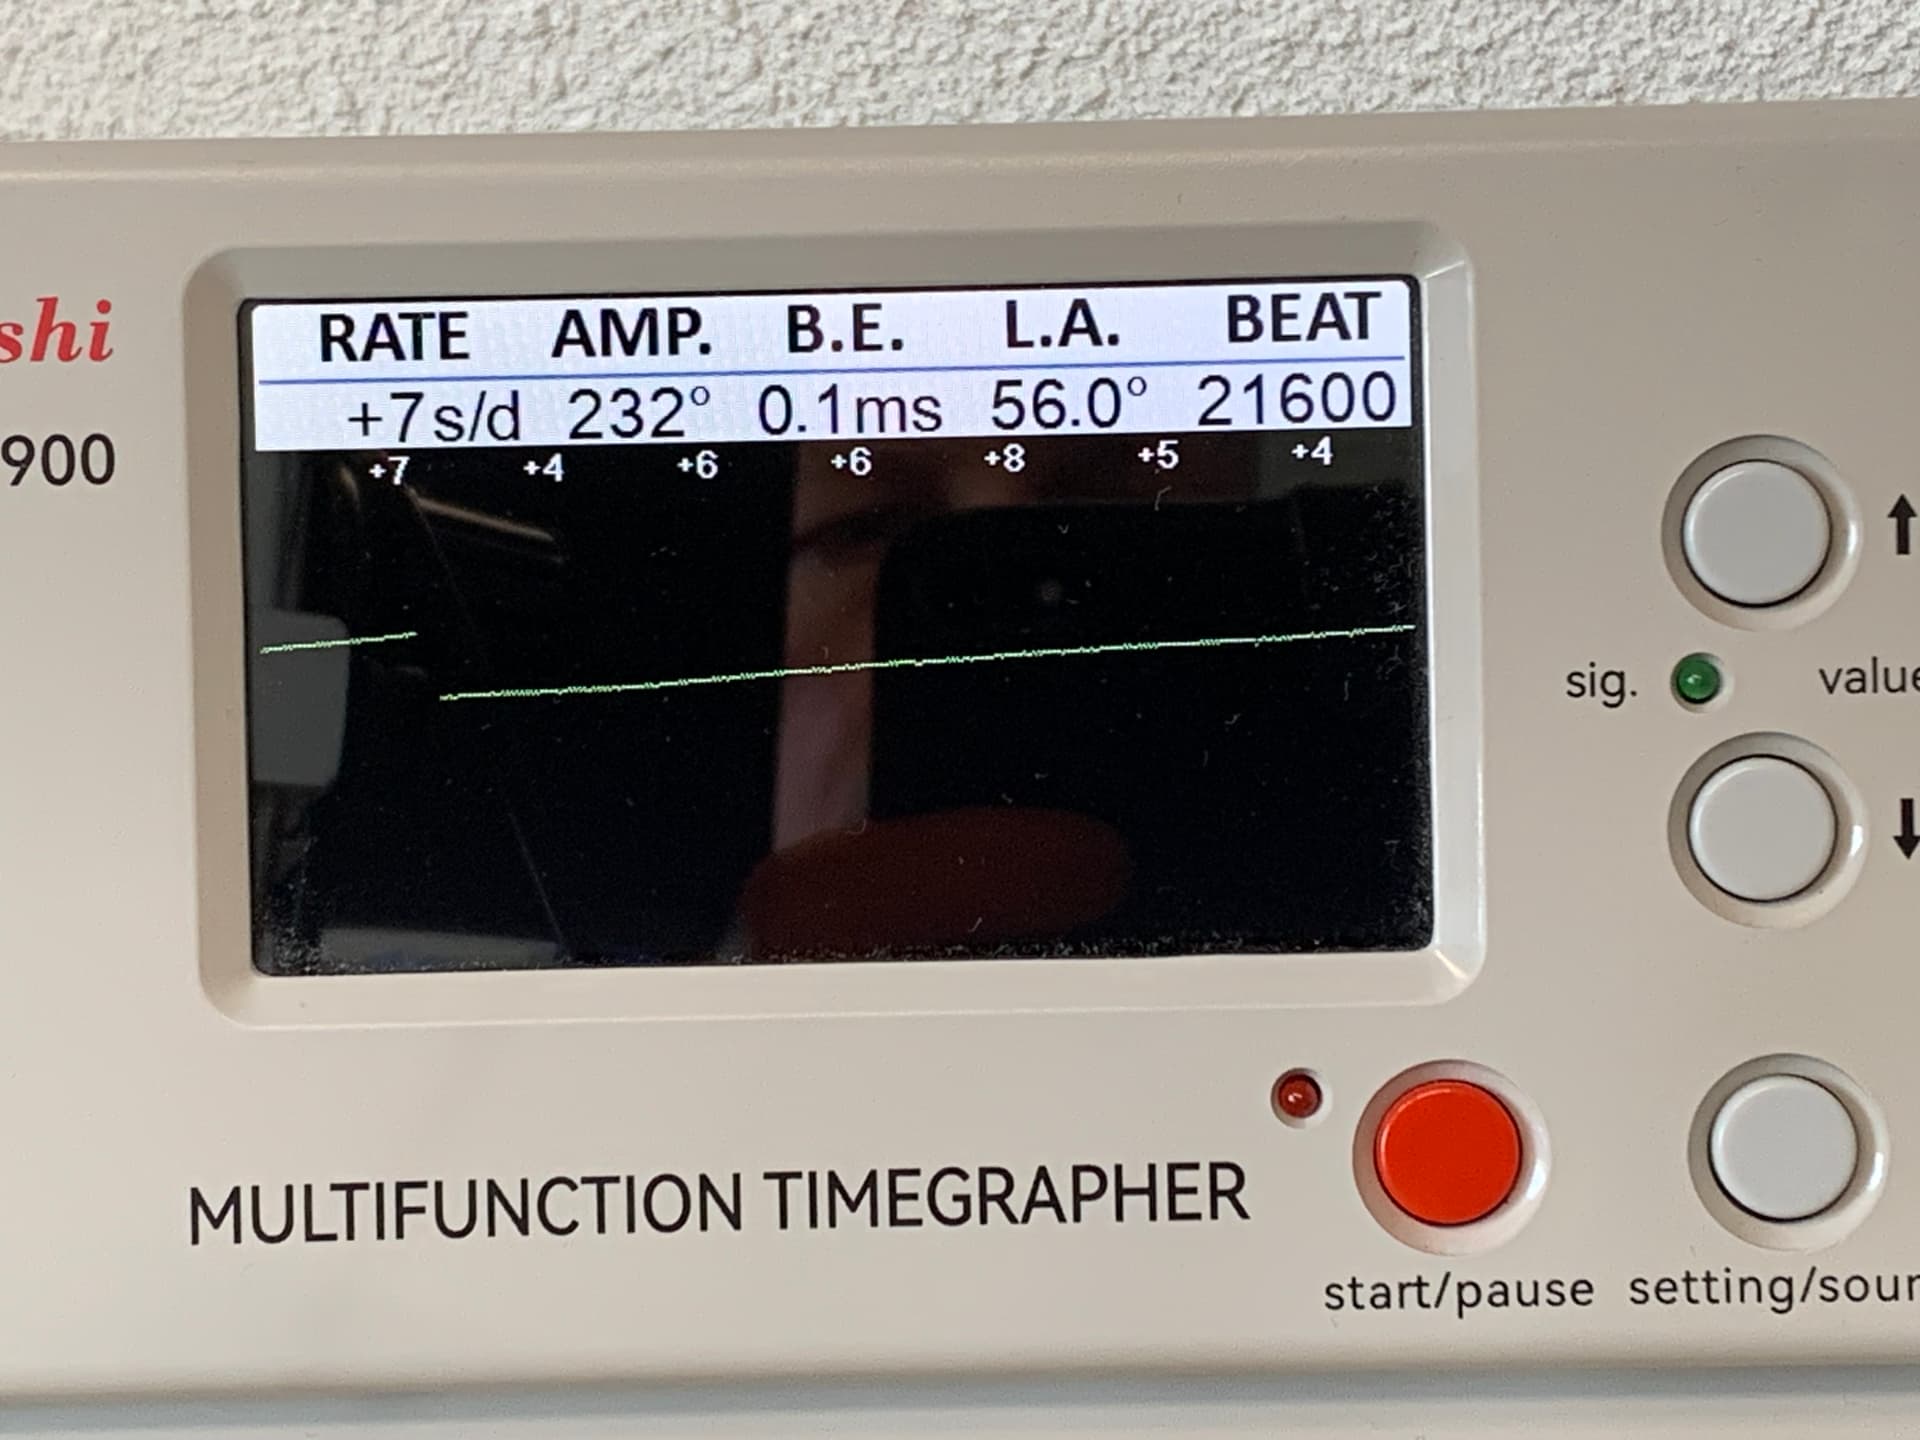 shi
900
RATE AMP. B.E. L.A. BEAT
+7s/d 232° 0.1ms 56.0° 21600
+7 +4 +6 +6 +8 +5 +4
sig.
MULTIFUNCTION TIMEGRAPHER
start/pause